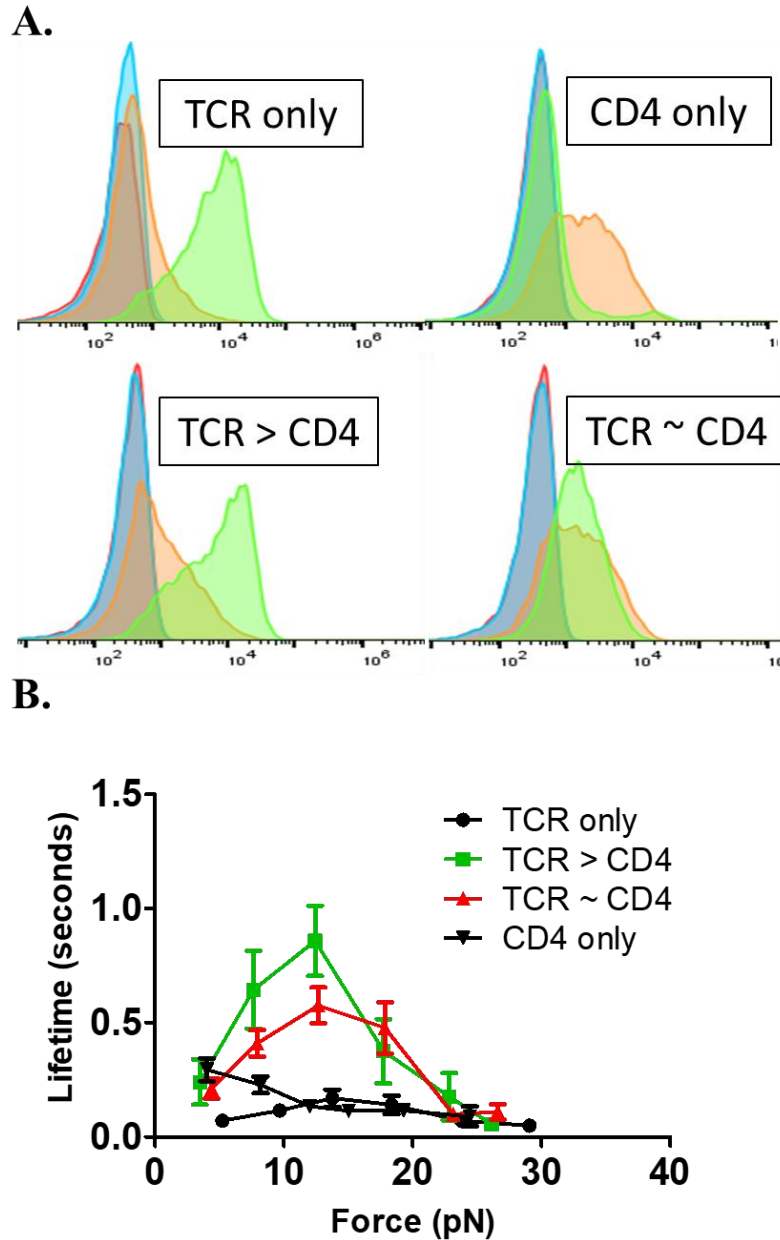 A.
TCR only
CD4 only
10² 10⁴ 10⁶
10² 10⁴ 10⁶
TCR > CD4
TCR ~ CD4
10² 10⁴ 10⁶
10² 10⁴
B.
1.5
1.0
0.5
0.0
Lifetime (seconds)
TCR only
TCR > CD4
TCR ~ CD4
CD4 only
0 10 20 30 40
Force (pN)